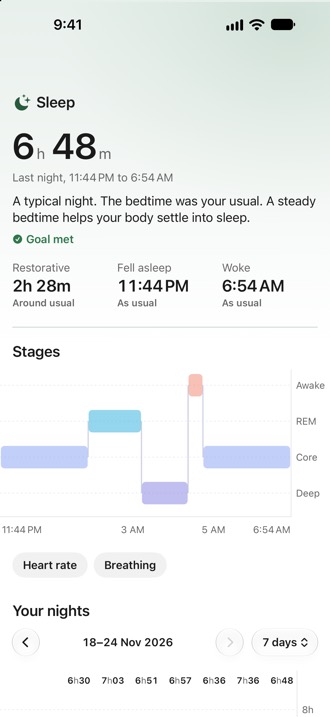 9:41
Sleep
6h 48m
Last night, 11:44 PM to 6:54 AM
A typical night. The bedtime was your usual. A steady
bedtime helps your body settle into sleep.
Goal met
Restorative Fell asleep Woke
2h 28m 11:44 PM 6:54 AM
Around usual As usual As usual
Stages
Awake
REM
Core
Deep
11:44 PM 3 AM 5 AM 6:54 AM
Heart rate Breathing
Your nights
18–24 Nov 2026 7 days
6h30 7h03 6h51 6h57 6h36 7h36 6h48
8h